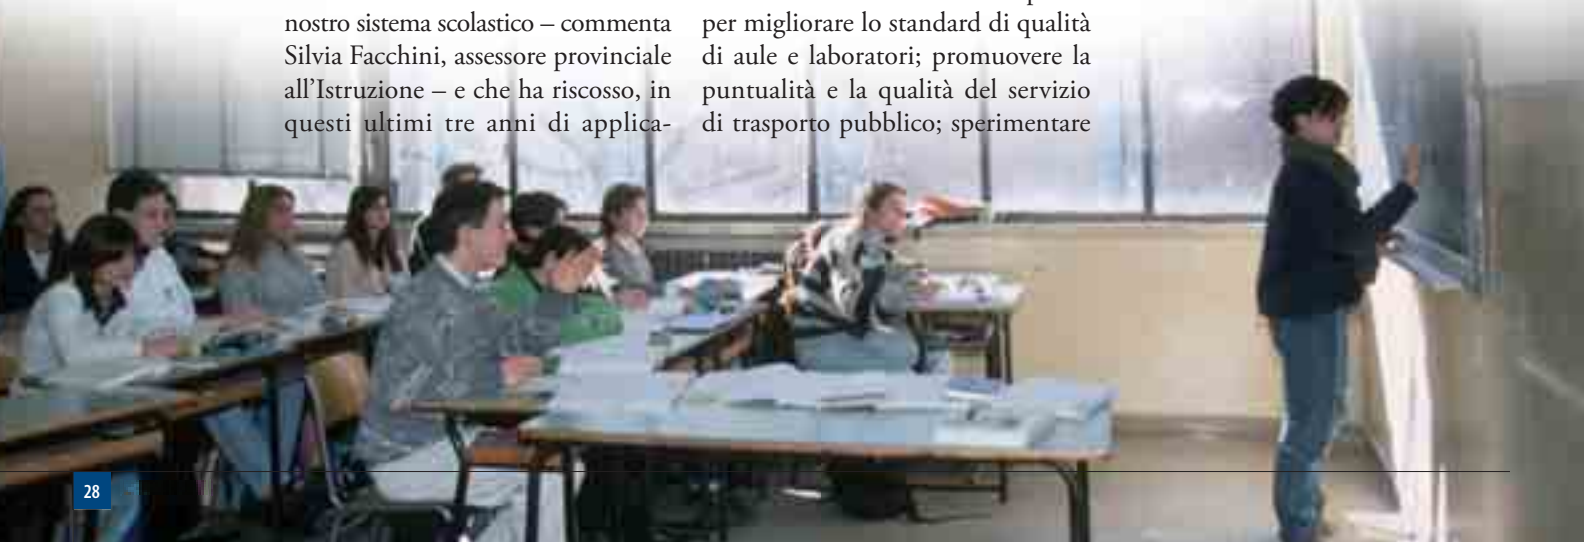 nostro sistema scolastico – commenta
Silvia Facchini, assessore provinciale
all'Istruzione – e che ha riscosso, in
questi ultimi tre anni di applica-
per migliorare lo standard di qualità
di aule e laboratori; promuovere la
puntualità e la qualità del servizio
di trasporto pubblico; sperimentare
28